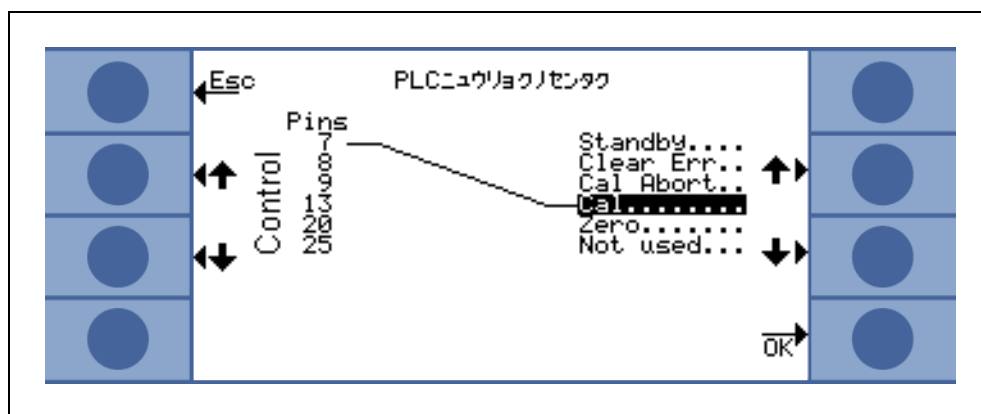 Esc PLCニュウリョクノセンタク
Pins
Control
7
8
9
13
20
25
Standby....
Clear Err..
Cal Abort..
Cal.........
Zero.......
Not used...
OK